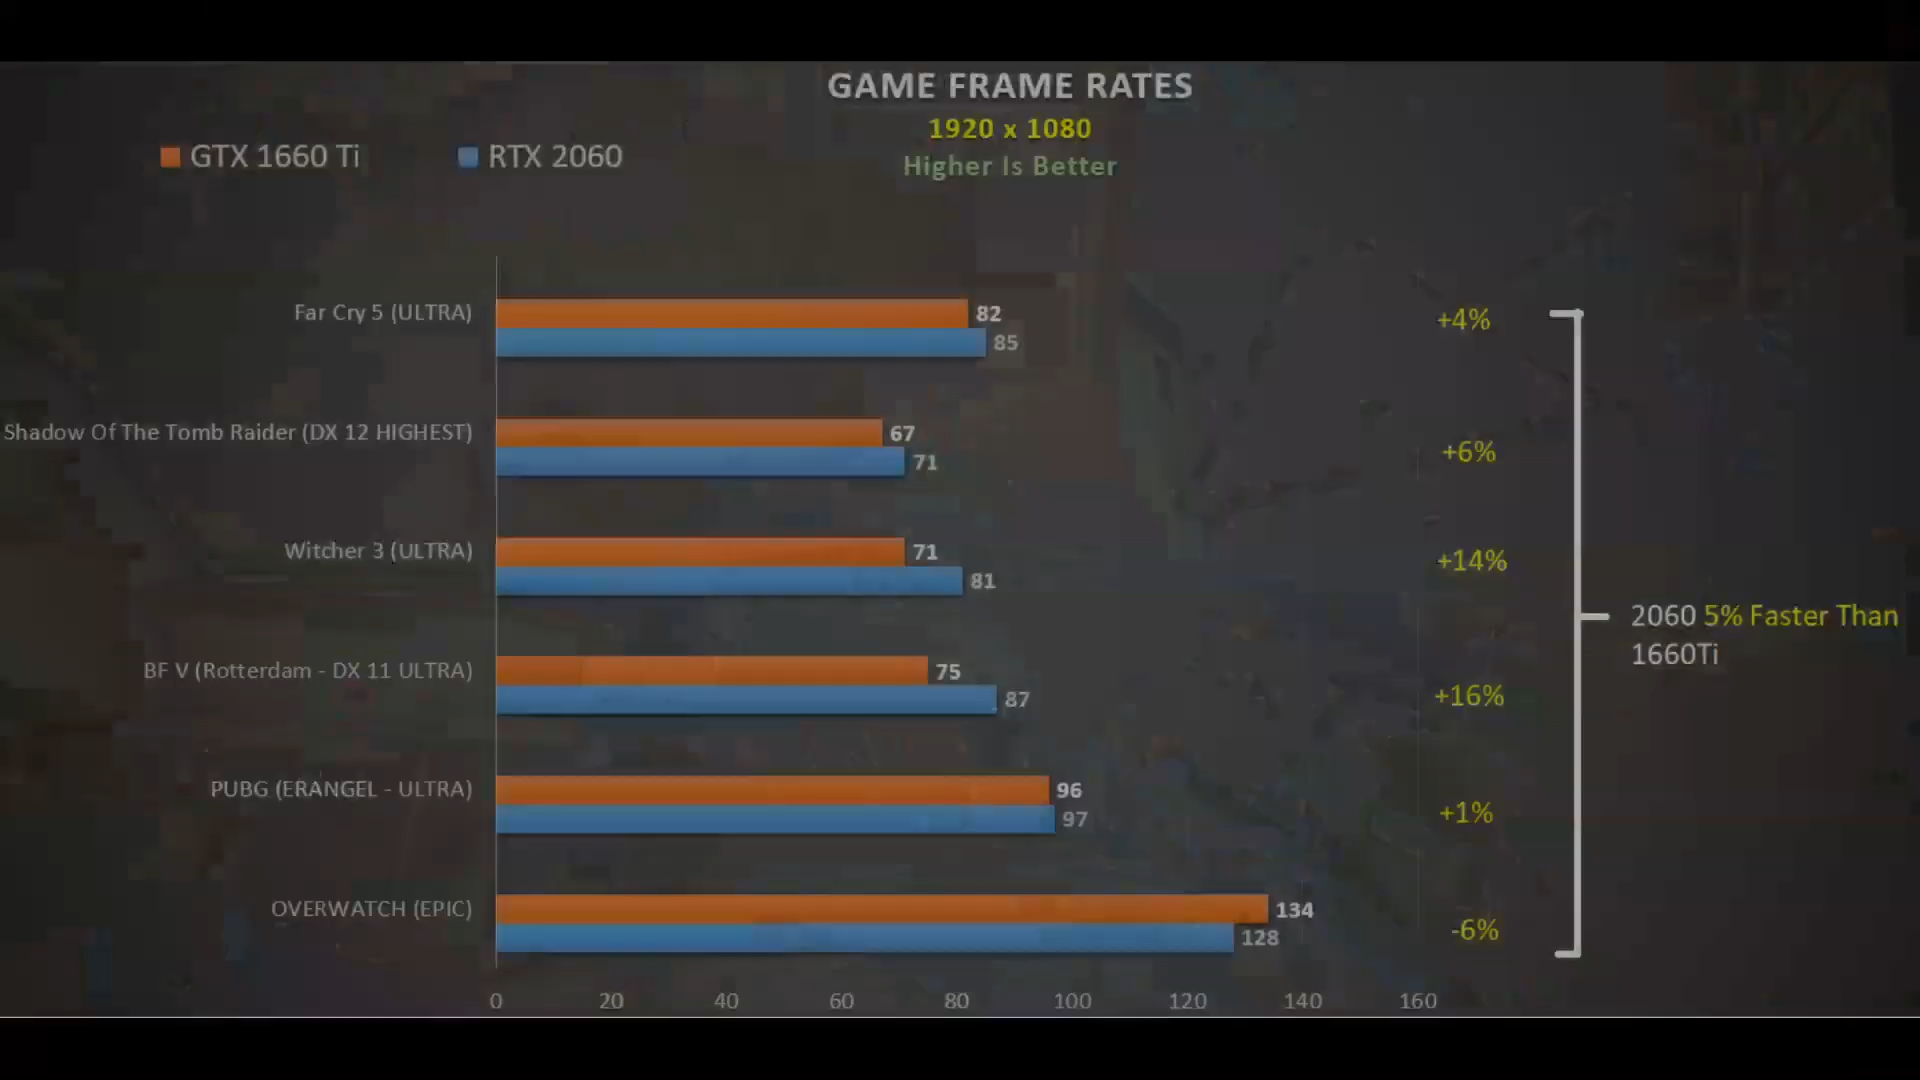 GAME FRAME RATES
1920 x 1080
Higher Is Better
GTX 1660 Ti
RTX 2060
Far Cry 5 (ULTRA)
82
85
+4%
Shadow Of The Tomb Raider (DX 12 HIGHEST)
67
71
+6%
Witcher 3 (ULTRA)
71
81
+14%
BF V (Rotterdam - DX 11 ULTRA)
75
87
+16%
PUBG (ERANGEL - ULTRA)
96
97
+1%
OVERWATCH (EPIC)
134
128
-6%
2060 5% Faster Than
1660Ti
0 20 40 60 80 100 120 140 160